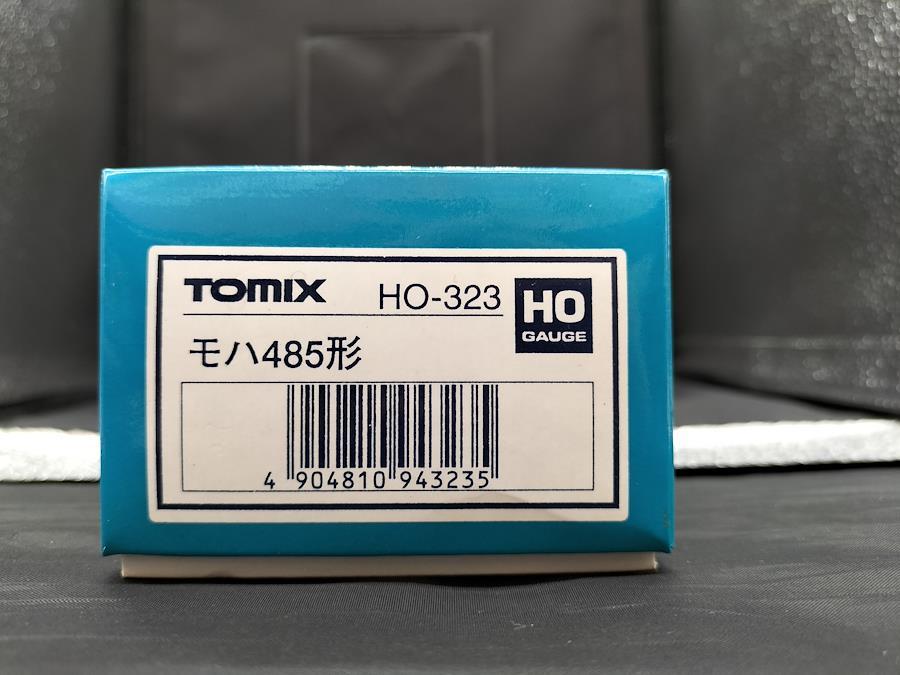 TOMIX HO-323
HO
GAUGE
モハ485形
4 904810 943235